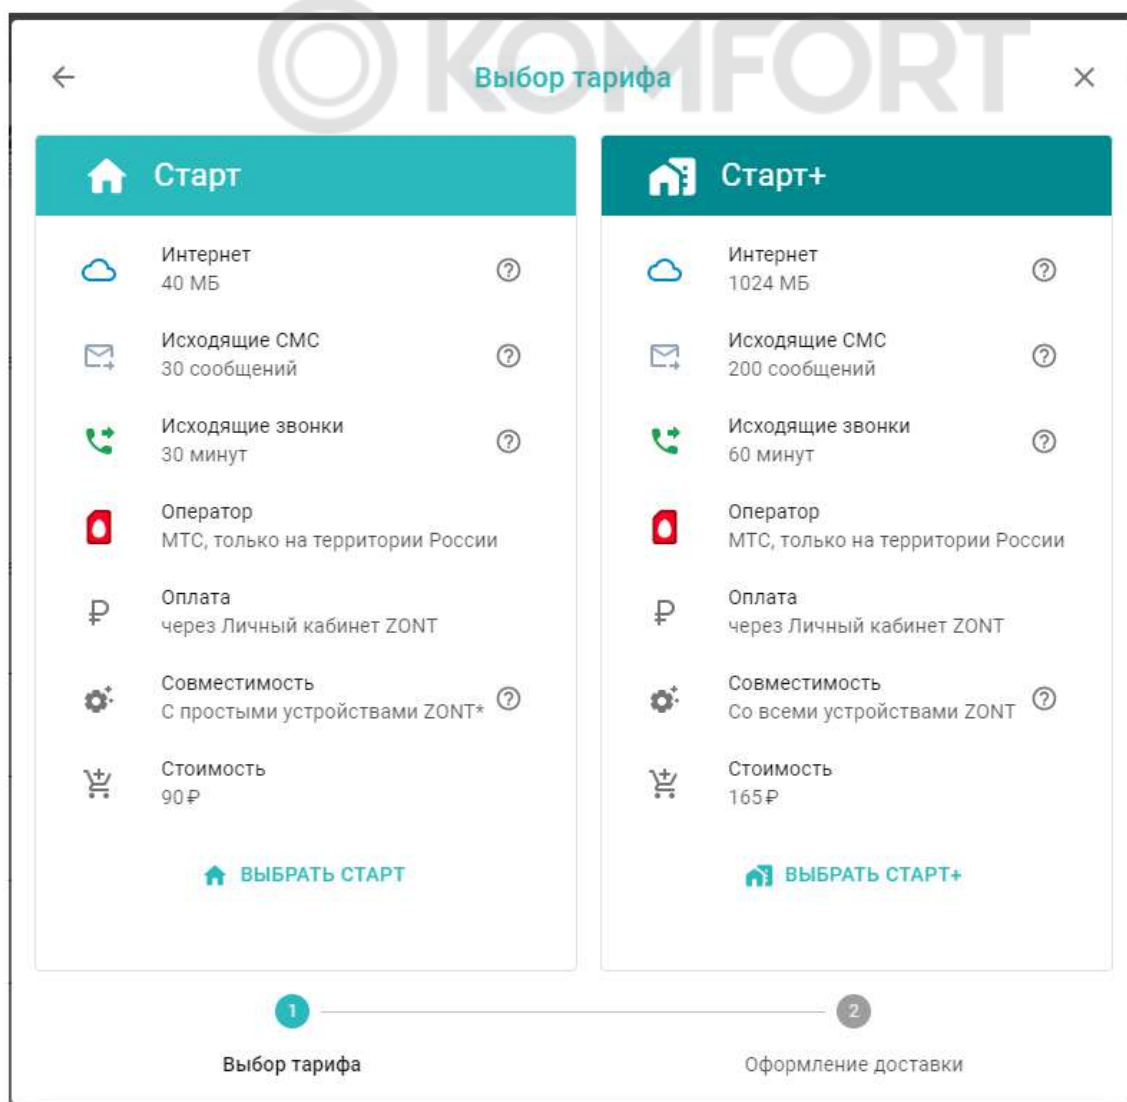 KOMFORT
Выбор тарифа
Старт
Интернет
40 МБ
Исходящие СМС
30 сообщений
Исходящие звонки
30 минут
Оператор
МТС, только на территории России
Оплата
через Личный кабинет ZONT
Совместимость
С простыми устройствами ZONT*
Стоимость
90₽
ВЫБРАТЬ СТАРТ
Старт+
Интернет
1024 МБ
Исходящие СМС
200 сообщений
Исходящие звонки
60 минут
Оператор
МТС, только на территории России
Оплата
через Личный кабинет ZONT
Совместимость
Со всеми устройствами ZONT
Стоимость
165₽
ВЫБРАТЬ СТАРТ+
1
Выбор тарифа
2
Оформление доставки